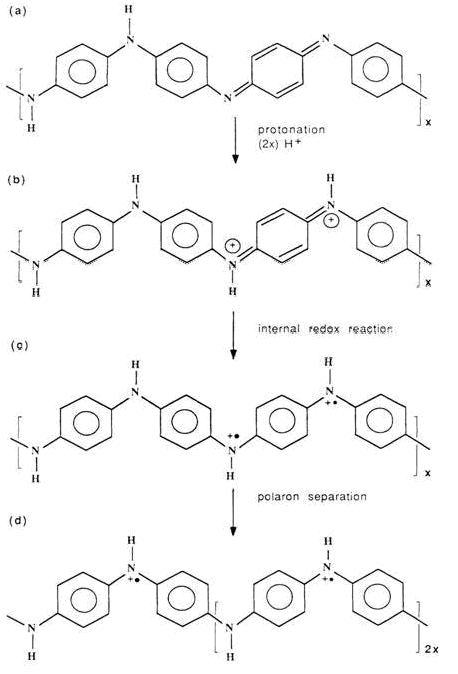 (a)
H
N N
N N
H
x
protonation
(2x) H⁺
(b)
H H
N N
+ +
N N
H H
x
internal redox reaction
(c)
H H
N N
+• +•
N N
H H
x
polaron separation
(d)
H H
N N
+• +•
N N
H H
2x